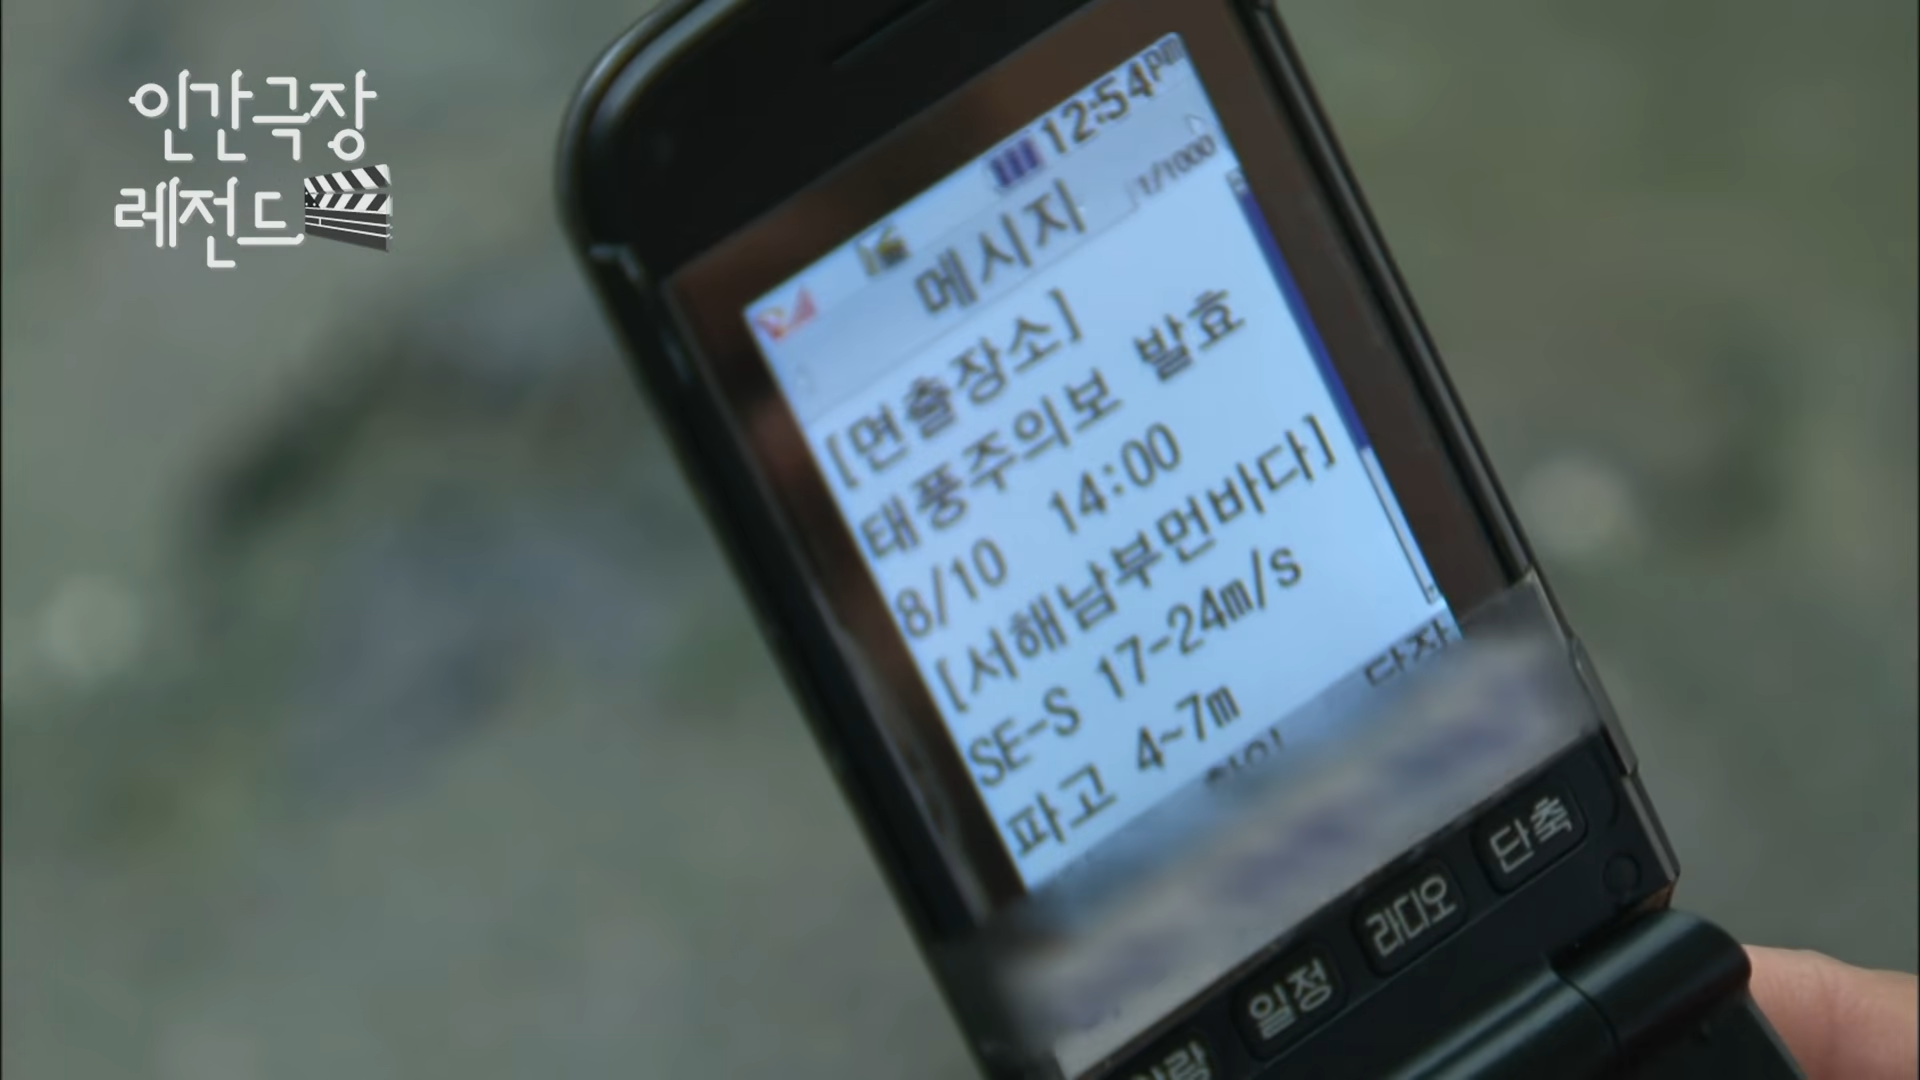 인간극장
레전드
12:54PM
메시지
1/1000
[면출장소]
태풍주의보 발효
8/10 14:00
[서해남부먼바다]
SE-S 17-24m/s
파고 4~7m
일정
라디오
단축